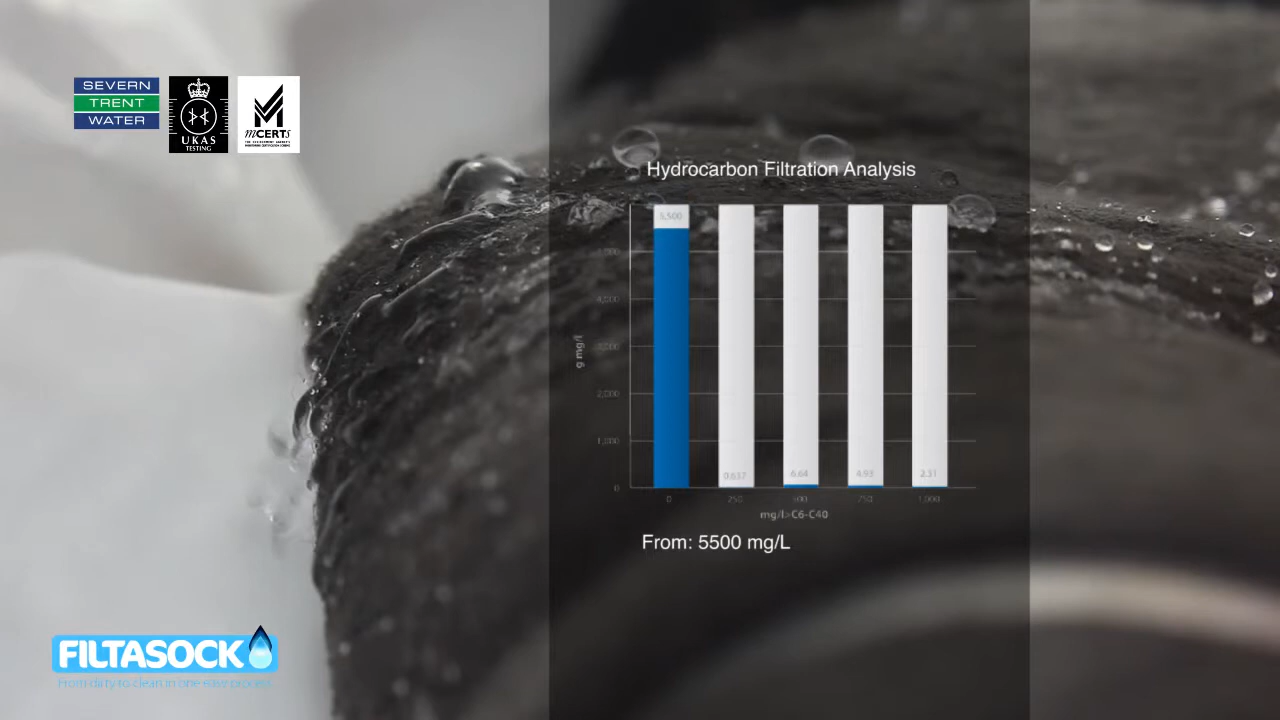 SEVERN
TRENT
WATER
UKAS
TESTING
mCERTs
Hydrocarbon Filtration Analysis
5,500
4,000
2,000
1,000
0
g mg/l
0.637
6.64
4.93
2.31
0
250
500
750
1,000
mg/l>C6-C40
From: 5500 mg/L
FILTASOCK
From dirty to clean in one easy process